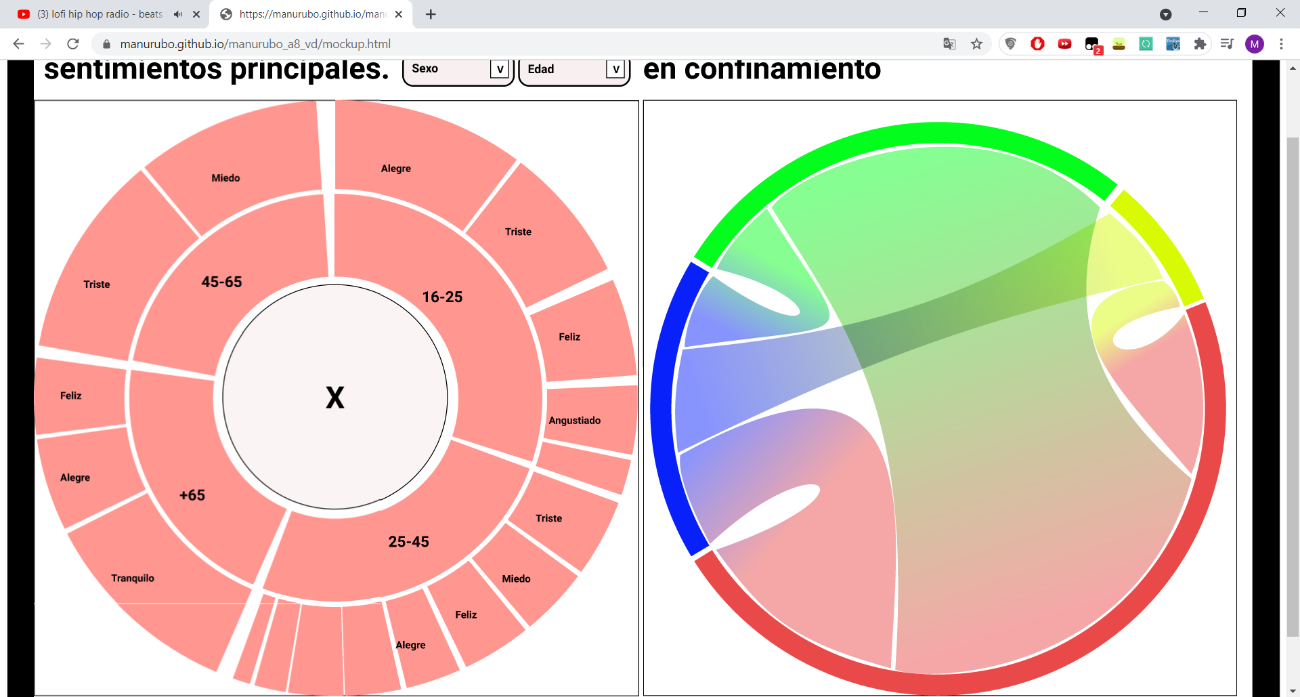 (3) lofi hip hop radio - beats
https://manurubo.github.io/man
manurubo.github.io/manurubo_a8_vd/mockup.html
2
M
sentimientos principales. Sexo v Edad v en confinamiento
Miedo
Alegre
Triste
Triste
45-65
16-25
Feliz
Feliz
X
Angustiado
Alegre
+65
Triste
25-45
Tranquilo
Miedo
Feliz
Alegre